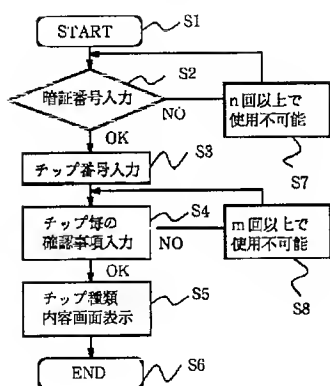 START
S1
暗証番号入力
S2
NO
n回以上で
使用不可能
S7
OK
チップ番号入力
S3
チップ毎の
確認事項入力
S4
NO
m回以上で
使用不可能
S8
OK
チップ種類
内容画面表示
S5
END
S6